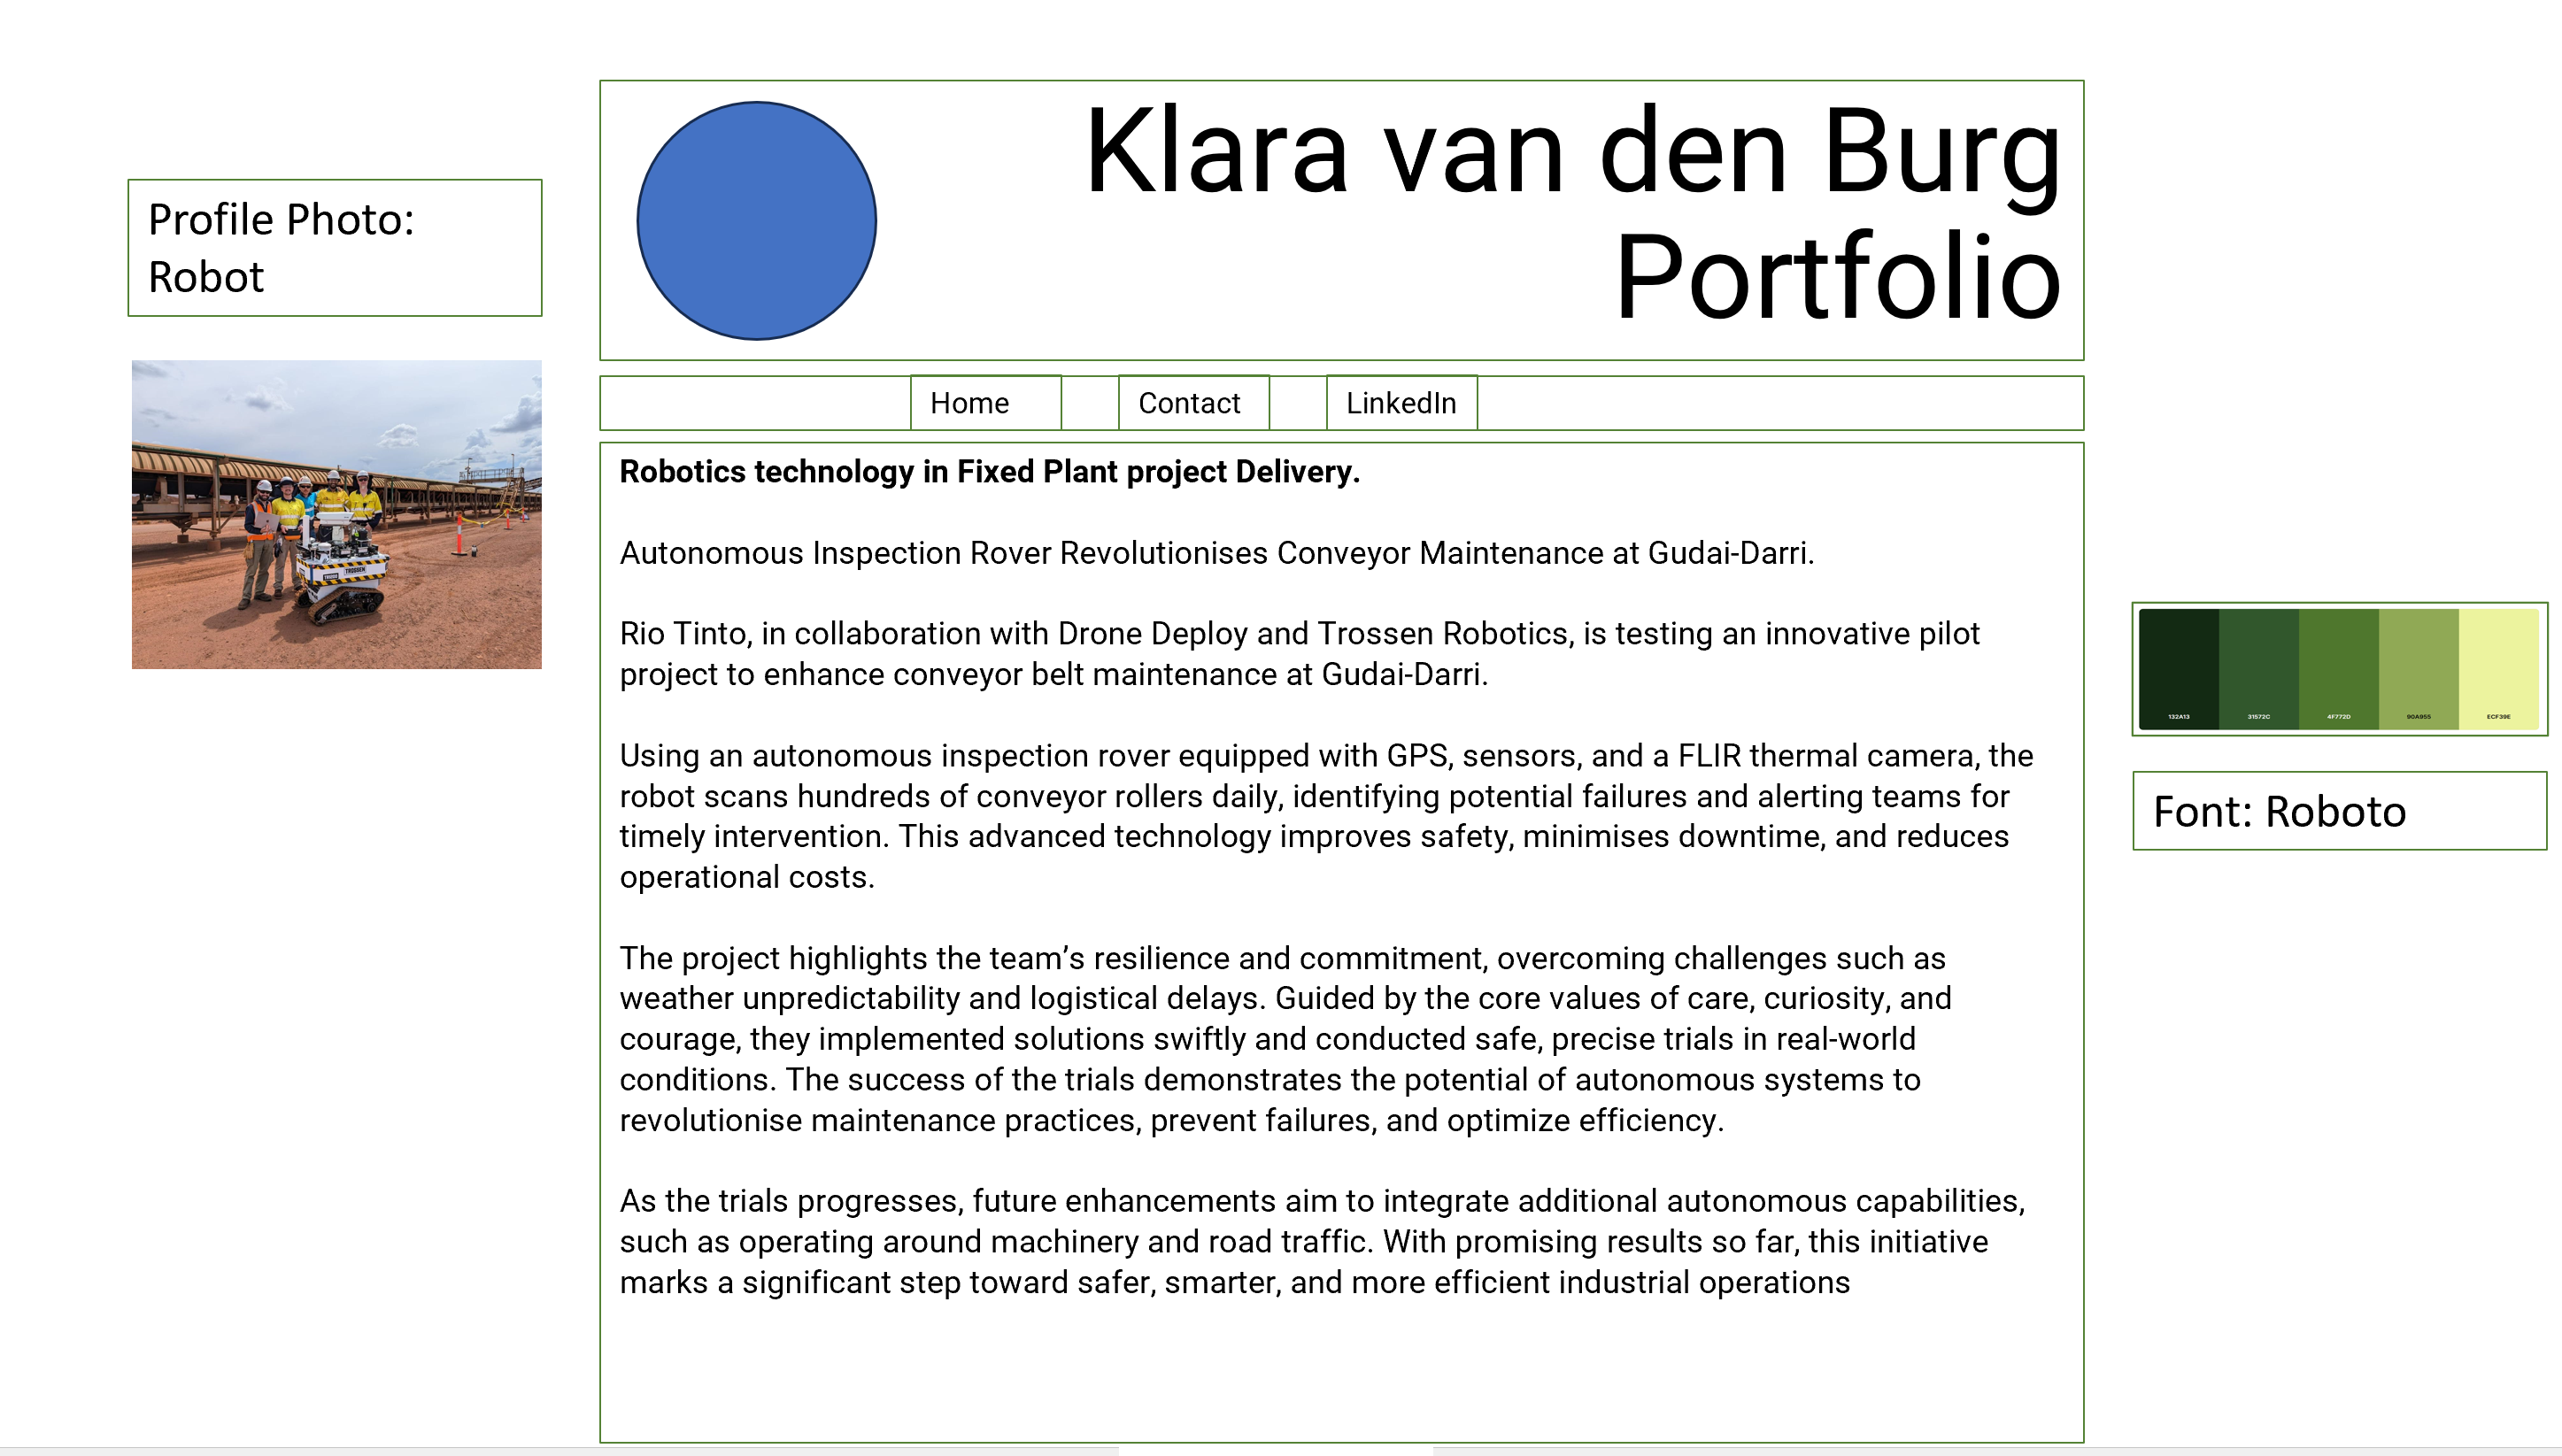 Klara van den Burg
Portfolio
Profile Photo:
Robot
Home
Contact
LinkedIn
Robotics technology in Fixed Plant project Delivery.
Autonomous Inspection Rover Revolutionises Conveyor Maintenance at Gudai-Darri.
Rio Tinto, in collaboration with Drone Deploy and Trossen Robotics, is testing an innovative pilot
project to enhance conveyor belt maintenance at Gudai-Darri.
Using an autonomous inspection rover equipped with GPS, sensors, and a FLIR thermal camera, the
robot scans hundreds of conveyor rollers daily, identifying potential failures and alerting teams for
timely intervention. This advanced technology improves safety, minimises downtime, and reduces
operational costs.
The project highlights the team’s resilience and commitment, overcoming challenges such as
weather unpredictability and logistical delays. Guided by the core values of care, curiosity, and
courage, they implemented solutions swiftly and conducted safe, precise trials in real-world
conditions. The success of the trials demonstrates the potential of autonomous systems to
revolutionise maintenance practices, prevent failures, and optimize efficiency.
As the trials progresses, future enhancements aim to integrate additional autonomous capabilities,
such as operating around machinery and road traffic. With promising results so far, this initiative
marks a significant step toward safer, smarter, and more efficient industrial operations
TROSSEN
132A13
31572C
4F772D
90A955
ECF39E
Font: Roboto